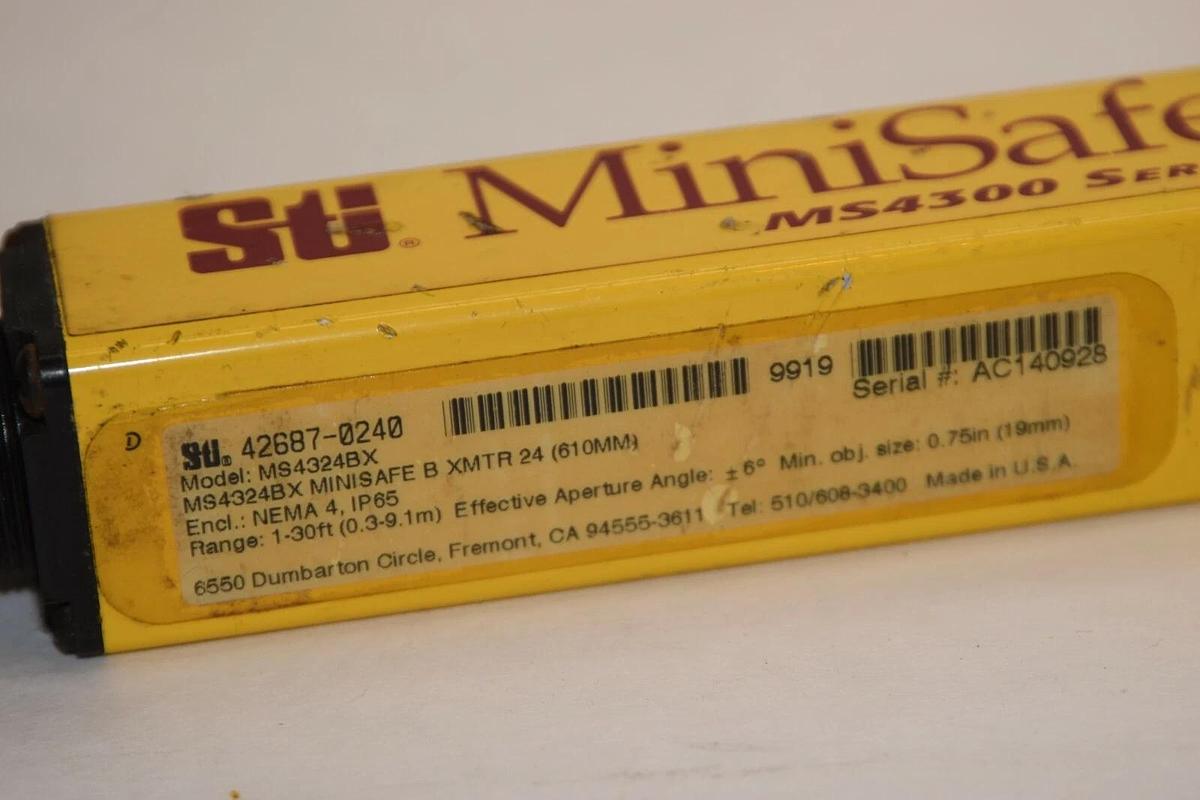 Sti® MiniSafe
MS4300 SER
D
Sti® 42687-0240
9919
Serial #: AC140928
Model: MS4324BX
MS4324BX MINISAFE B XMTR 24 (610MM)
Encl.: NEMA 4, IP65
Range: 1-30ft (0.3-9.1m) Effective Aperture Angle: ±6° Min. obj. size: 0.75in (19mm)
6550 Dumbarton Circle, Fremont, CA 94555-3611 Tel: 510/608-3400 Made in U.S.A.